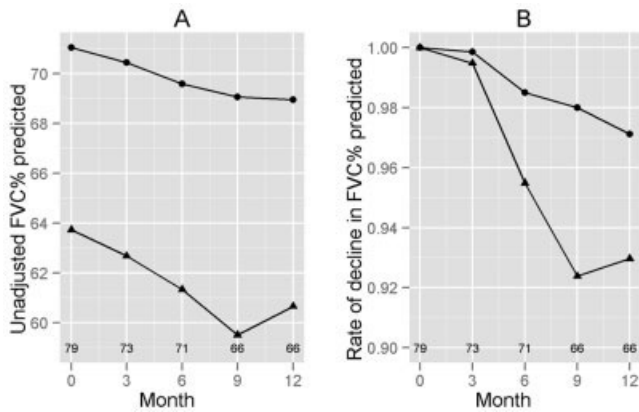 A
Unadjusted FVC% predicted
70
68
66
64
62
60
79 73 71 66 66
0 3 6 9 12
Month
B
Rate of decline in FVC% predicted
1.00
0.98
0.96
0.94
0.92
0.90
79 73 71 66 66
0 3 6 9 12
Month